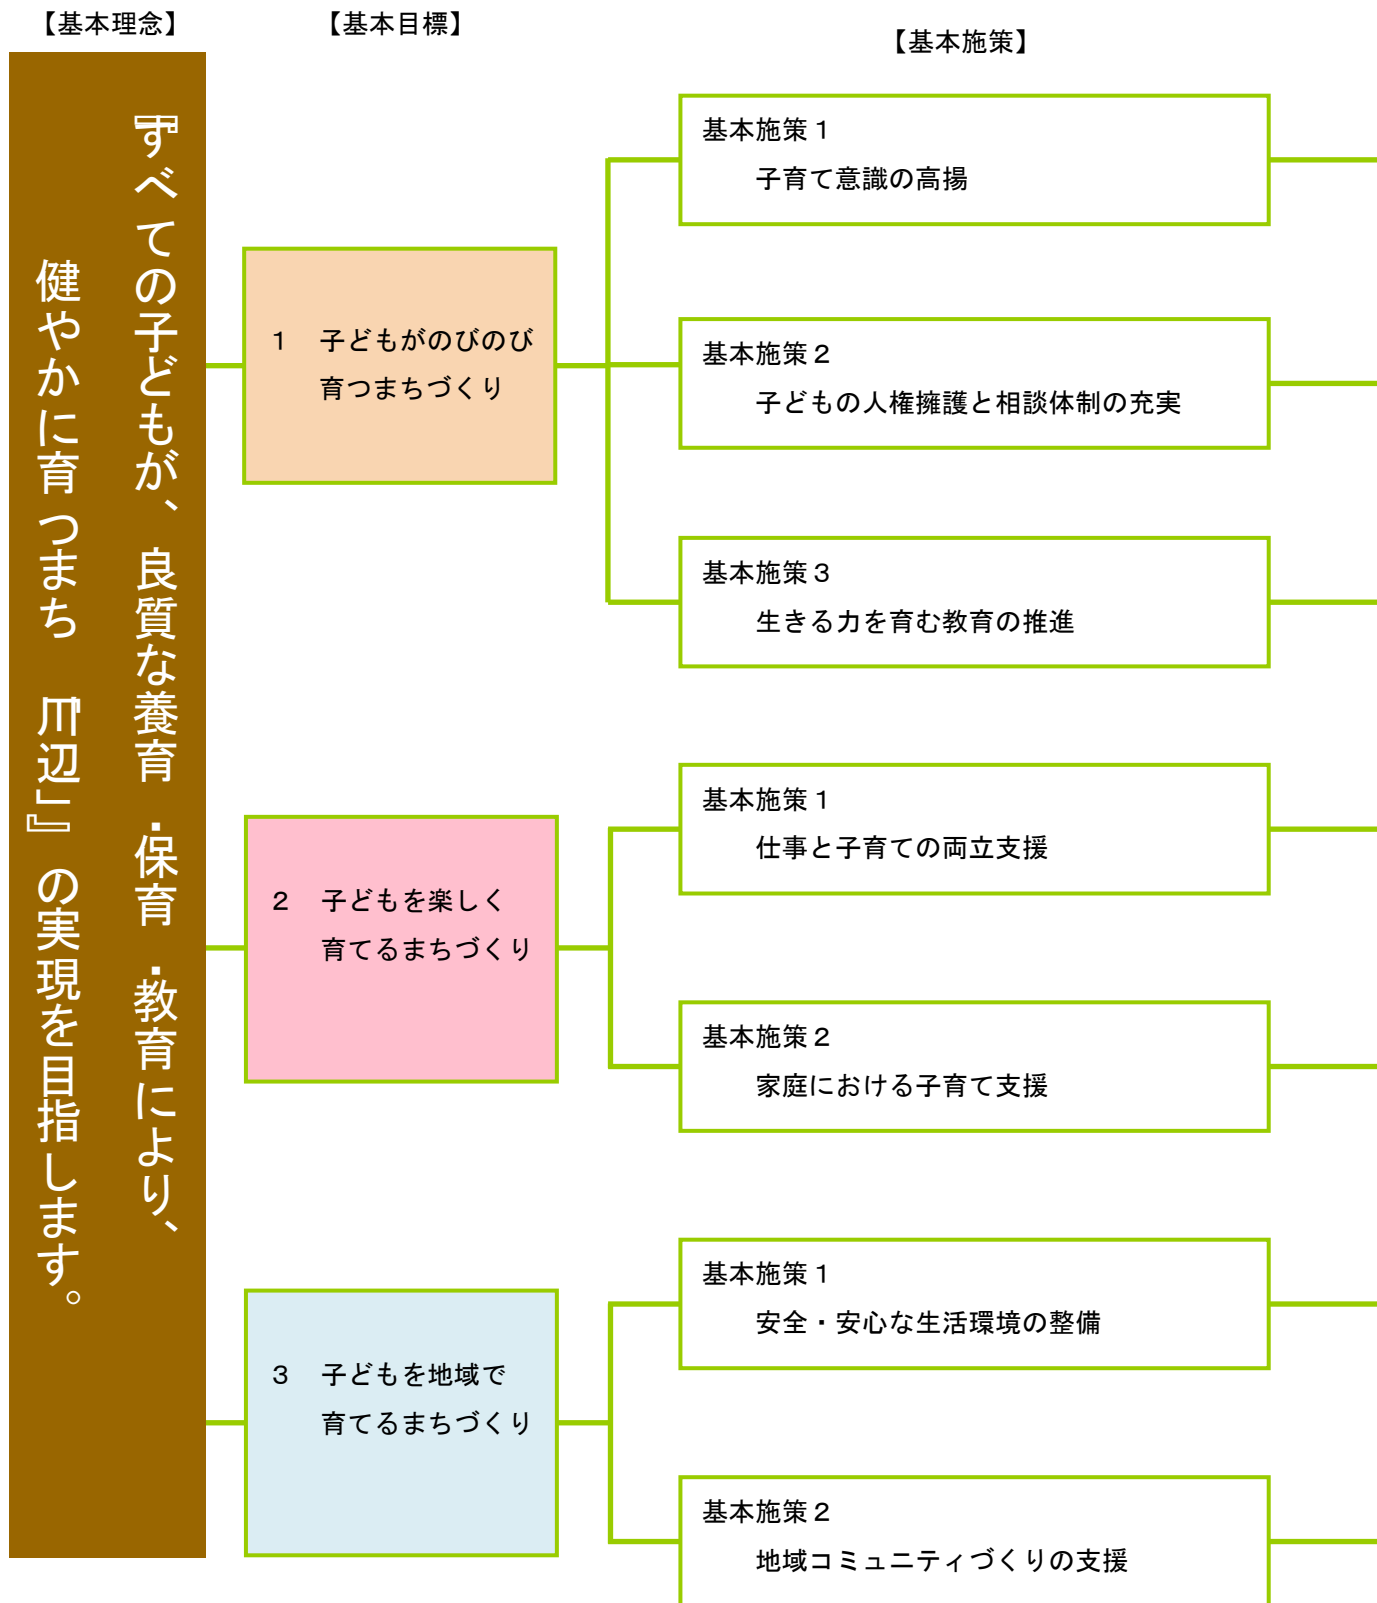 【基本理念】
【基本目標】
【基本施策】
『すべての子どもが、良質な養育・保育・教育により、
健やかに育つまち「川辺」』の実現を目指します。
1 子どもがのびのび
育つまちづくり
基本施策1
子育て意識の高揚
基本施策2
子どもの人権擁護と相談体制の充実
基本施策3
生きる力を育む教育の推進
2 子どもを楽しく
育てるまちづくり
基本施策1
仕事と子育ての両立支援
基本施策2
家庭における子育て支援
3 子どもを地域で
育てるまちづくり
基本施策1
安全・安心な生活環境の整備
基本施策2
地域コミュニティづくりの支援